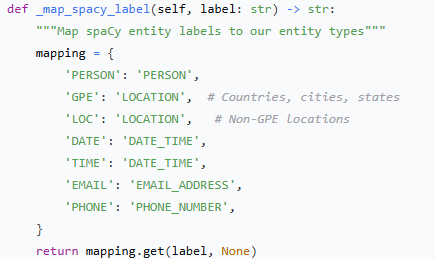 def _map_spacy_label(self, label: str) -> str:
    """Map spaCy entity labels to our entity types"""
    mapping = {
        'PERSON': 'PERSON',
        'GPE': 'LOCATION',  # Countries, cities, states
        'LOC': 'LOCATION',   # Non-GPE locations
        'DATE': 'DATE_TIME',
        'TIME': 'DATE_TIME',
        'EMAIL': 'EMAIL_ADDRESS',
        'PHONE': 'PHONE_NUMBER',
    }
    return mapping.get(label, None)